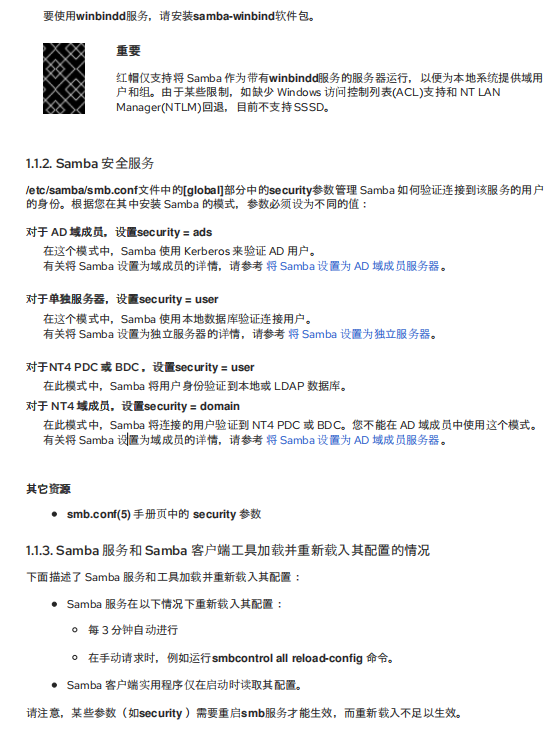 要使用winbindd服务，请安装samba-winbind软件包。
重要
红帽仅支持将 Samba 作为带有winbindd服务的服务器运行，以便为本地系统提供域用
户和组。由于某些限制，如缺少 Windows 访问控制列表(ACL)支持和 NT LAN
Manager(NTLM)回退，目前不支持 SSSD。
1.1.2. Samba 安全服务
/etc/samba/smb.conf文件中的[global]部分中的security参数管理 Samba 如何验证连接到该服务的用户
的身份。根据您在其中安装 Samba 的模式，参数必须设为不同的值：
对于 AD 域成员，设置security = ads
在这个模式中，Samba 使用 Kerberos 来验证 AD 用户。
有关将 Samba 设置为域成员的详情，请参考 将 Samba 设置为 AD 域成员服务器 。
对于单独服务器，设置security = user
在这个模式中，Samba 使用本地数据库验证连接用户。
有关将 Samba 设置为独立服务器的详情，请参考 将 Samba 设置为独立服务器。
对于NT4 PDC 或 BDC ，设置security = user
在此模式中，Samba 将用户身份验证到本地或 LDAP 数据库。
对于 NT4 域成员，设置security = domain
在此模式中，Samba 将连接的用户验证到 NT4 PDC 或 BDC。您不能在 AD 域成员中使用这个模式。
有关将 Samba 设置为域成员的详情，请参考 将 Samba 设置为 AD 域成员服务器 。
其它资源
● smb.conf(5) 手册页中的 security 参数
1.1.3. Samba 服务和 Samba 客户端工具加载并重新载入其配置的情况
下面描述了 Samba 服务和工具加载并重新载入其配置：
● Samba 服务在以下情况下重新载入其配置：
○ 每 3 分钟自动进行
○ 在手动请求时，例如运行smbcontrol all reload-config 命令。
● Samba 客户端实用程序仅在启动时读取其配置。
请注意，某些参数（如security ）需要重启smb服务才能生效，而重新载入不足以生效。